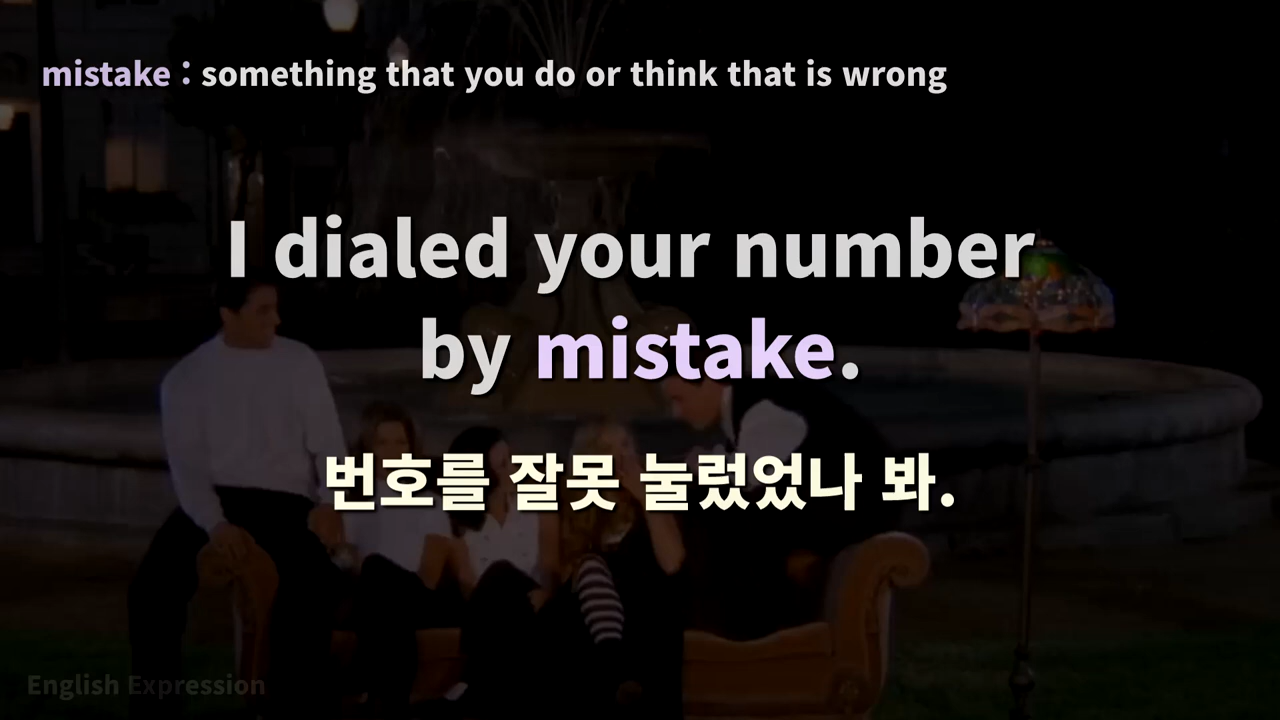 mistake : something that you do or think that is wrong
I dialed your number
by mistake.
번호를 잘못 눌렀었나 봐.
English Expression